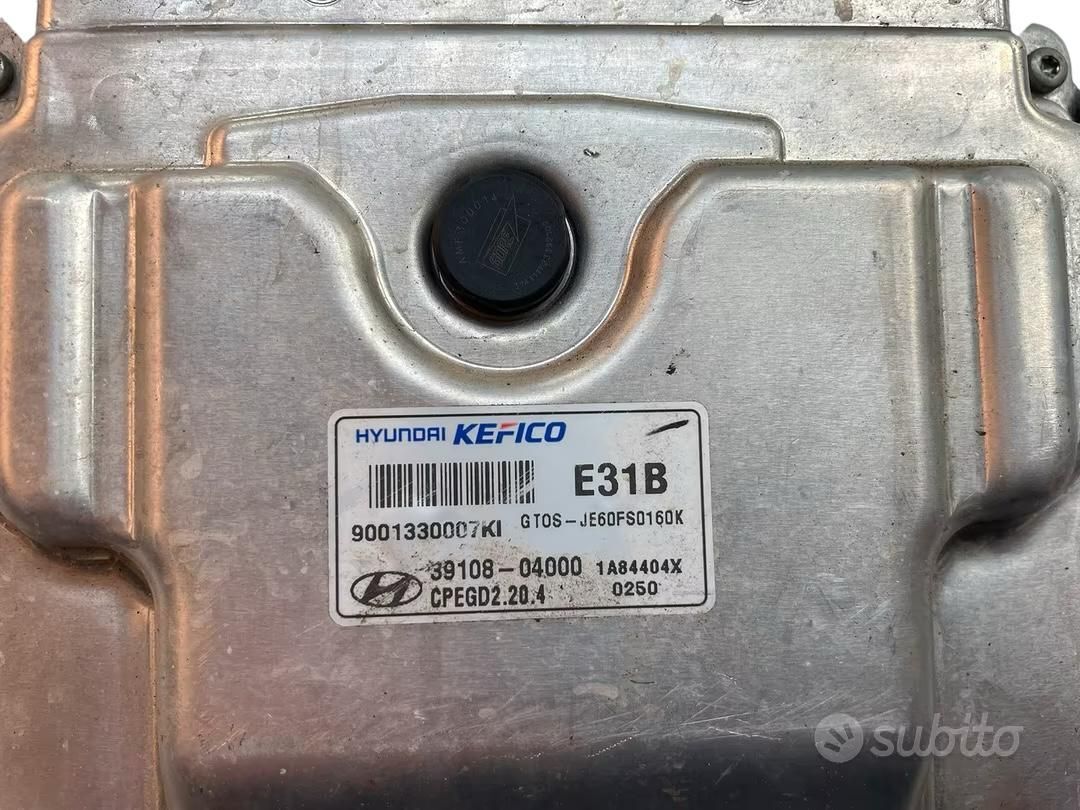 HYUNDAI KEFICO
E31B
9001330007KI GTOS-JE60FS0160K
39108-04000 1A84404X
CPEGD2.20.4 0250
subito